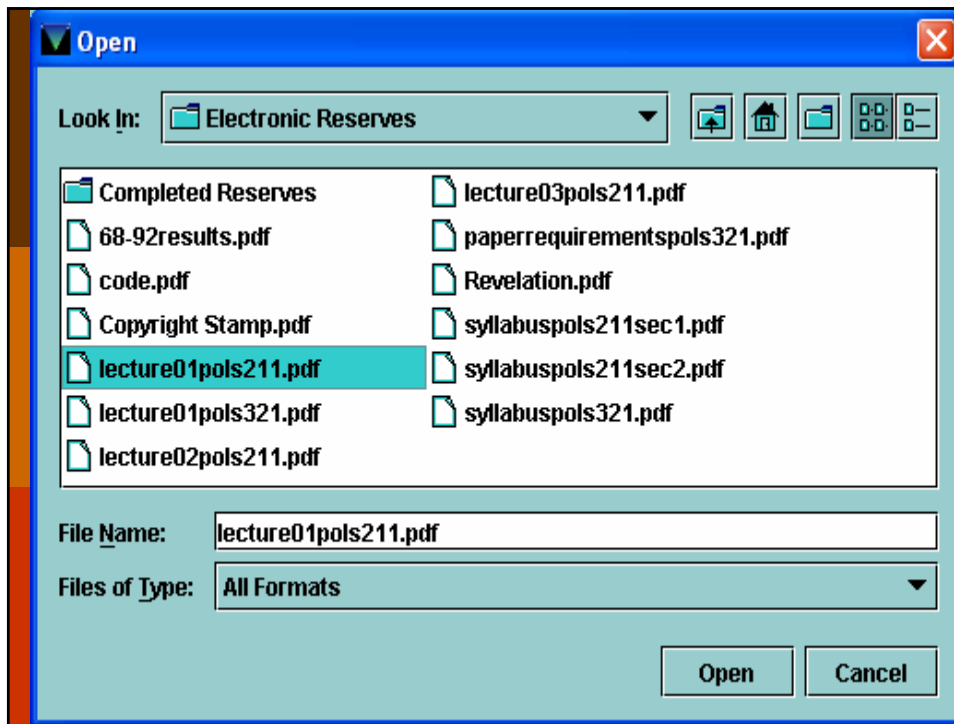 Open
Look In: Electronic Reserves
Completed Reserves
68-92results.pdf
code.pdf
Copyright Stamp.pdf
lecture01pols211.pdf
lecture01pols321.pdf
lecture02pols211.pdf
lecture03pols211.pdf
paperrequirementspols321.pdf
Revelation.pdf
syllabuspols211sec1.pdf
syllabuspols211sec2.pdf
syllabuspols321.pdf
File Name: lecture01pols211.pdf
Files of Type: All Formats
Open Cancel